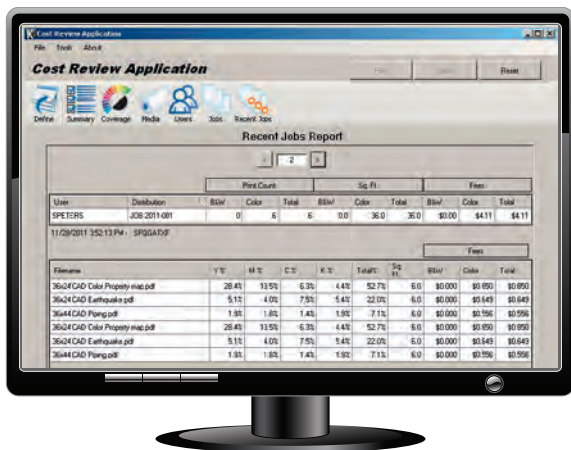 Cost Review Application
File Tools About
Cost Review Application
Reset
Define Summary Coverage Media Users Jobs Recent Jobs
Recent Jobs Report
2
Print Count Sq. Ft. Fees
User Distribution B&W Color Total B&W Color Total B&W Color Total
SPETERS JOB 2011-001 0 6 6 0.0 36.0 36.0 $0.00 $4.11 $4.11
11/28/2011 3:52:13 PM -
Fees
Filename Y % M % C % K % Total% Sq. Ft. B&W Color Total
36x24 CAD Color Property map.pdf 28.4% 13.5% 6.3% 4.4% 52.7% 6.0 $0.000 $0.850 $0.850
36x24 CAD Earthquake.pdf 5.1% 4.0% 7.5% 5.4% 22.0% 6.0 $0.000 $0.649 $0.649
36x44 CAD Piping.pdf 1.9% 1.8% 1.4% 1.9% 7.1% 6.0 $0.000 $0.556 $0.556
36x24 CAD Color Property map.pdf 28.4% 13.5% 6.3% 4.4% 52.7% 6.0 $0.000 $0.850 $0.850
36x24 CAD Earthquake.pdf 5.1% 4.0% 7.5% 5.4% 22.0% 6.0 $0.000 $0.649 $0.649
36x44 CAD Piping.pdf 1.9% 1.8% 1.4% 1.9% 7.1% 6.0 $0.000 $0.556 $0.556